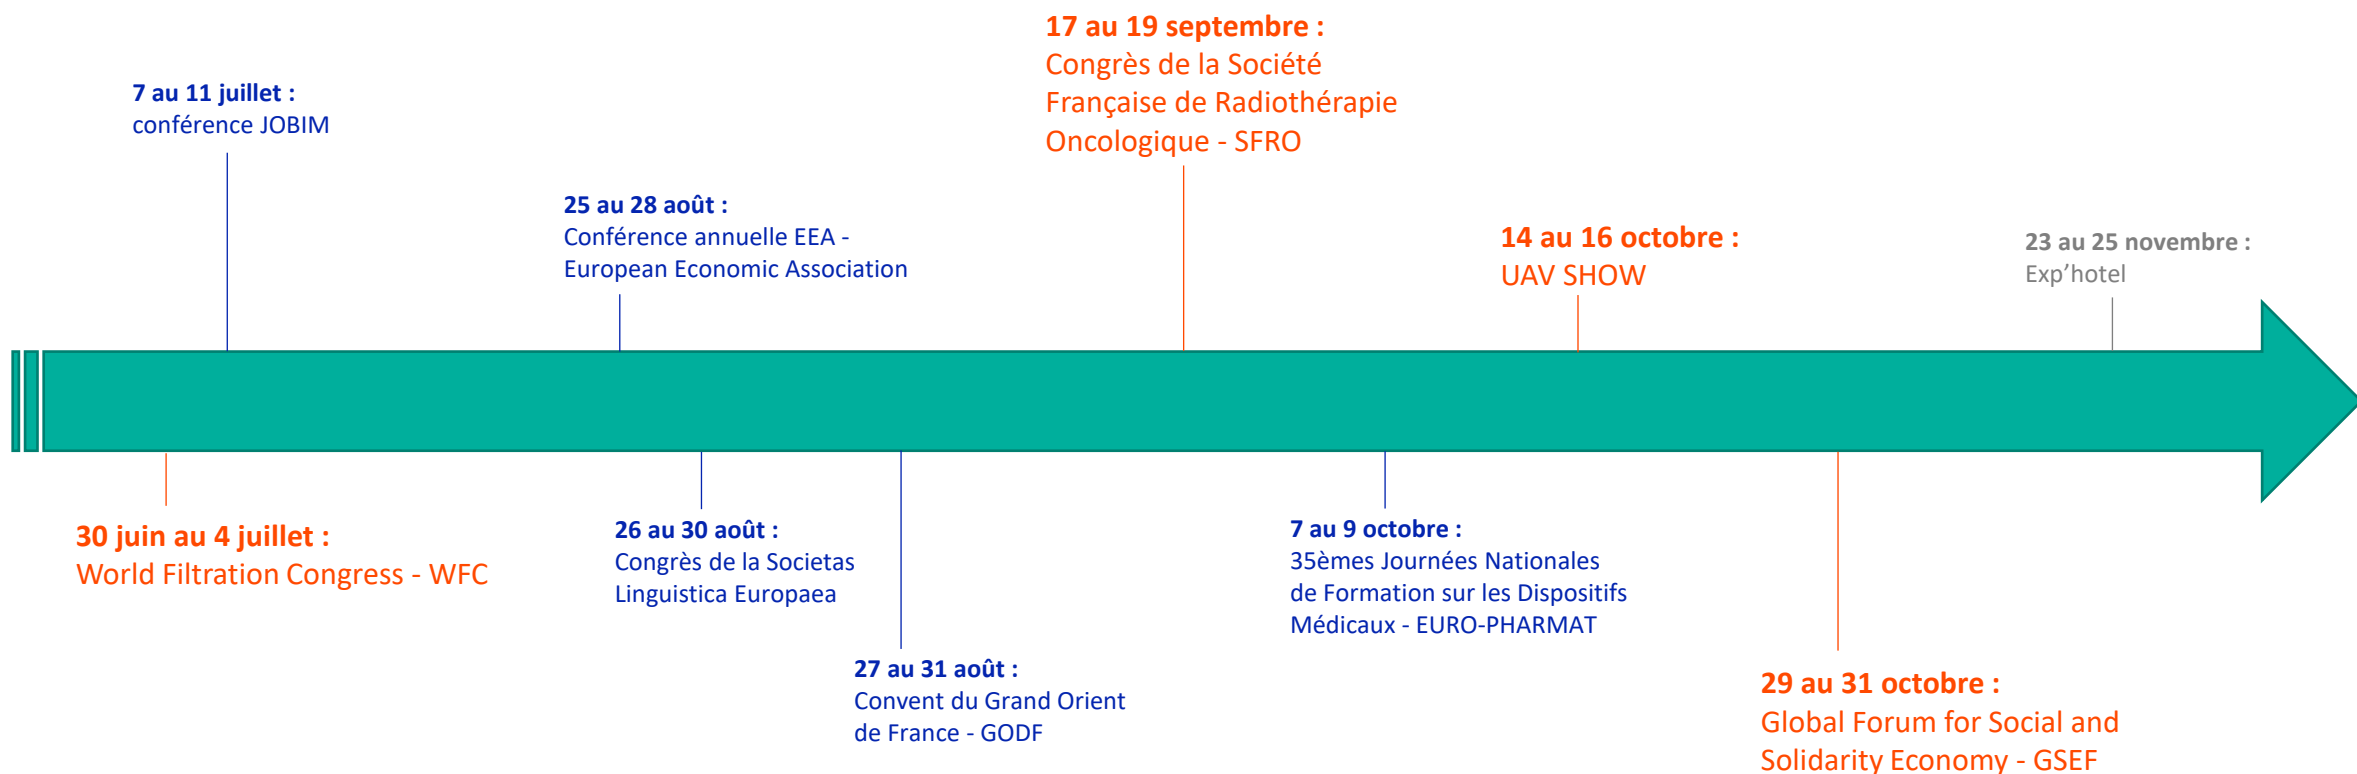 17 au 19 septembre :
Congrès de la Société
Française de Radiothérapie
Oncologique - SFRO
7 au 11 juillet :
conférence JOBIM
25 au 28 août :
Conférence annuelle EEA -
European Economic Association
14 au 16 octobre :
UAV SHOW
23 au 25 novembre :
Exp’hotel
30 juin au 4 juillet :
World Filtration Congress - WFC
26 au 30 août :
Congrès de la Societas
Linguistica Europaea
27 au 31 août :
Convent du Grand Orient
de France - GODF
7 au 9 octobre :
35èmes Journées Nationales
de Formation sur les Dispositifs
Médicaux - EURO-PHARMAT
29 au 31 octobre :
Global Forum for Social and
Solidarity Economy - GSEF